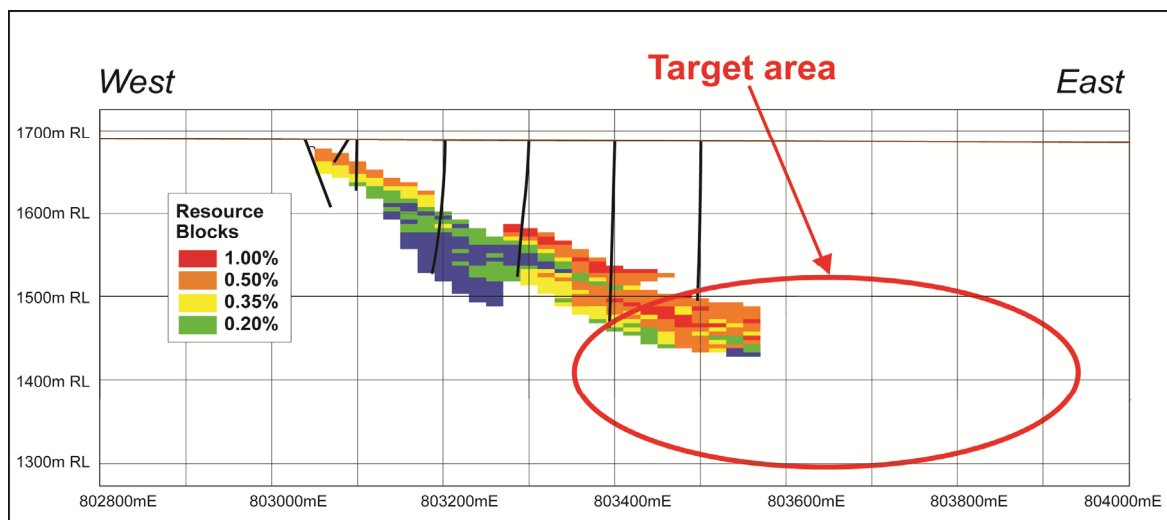 Target area
West
East
1700m RL
1600m RL
1500m RL
1400m RL
1300m RL
Resource
Blocks
1.00%
0.50%
0.35%
0.20%
802800mE
803000mE
803200mE
803400mE
803600mE
803800mE
804000mE